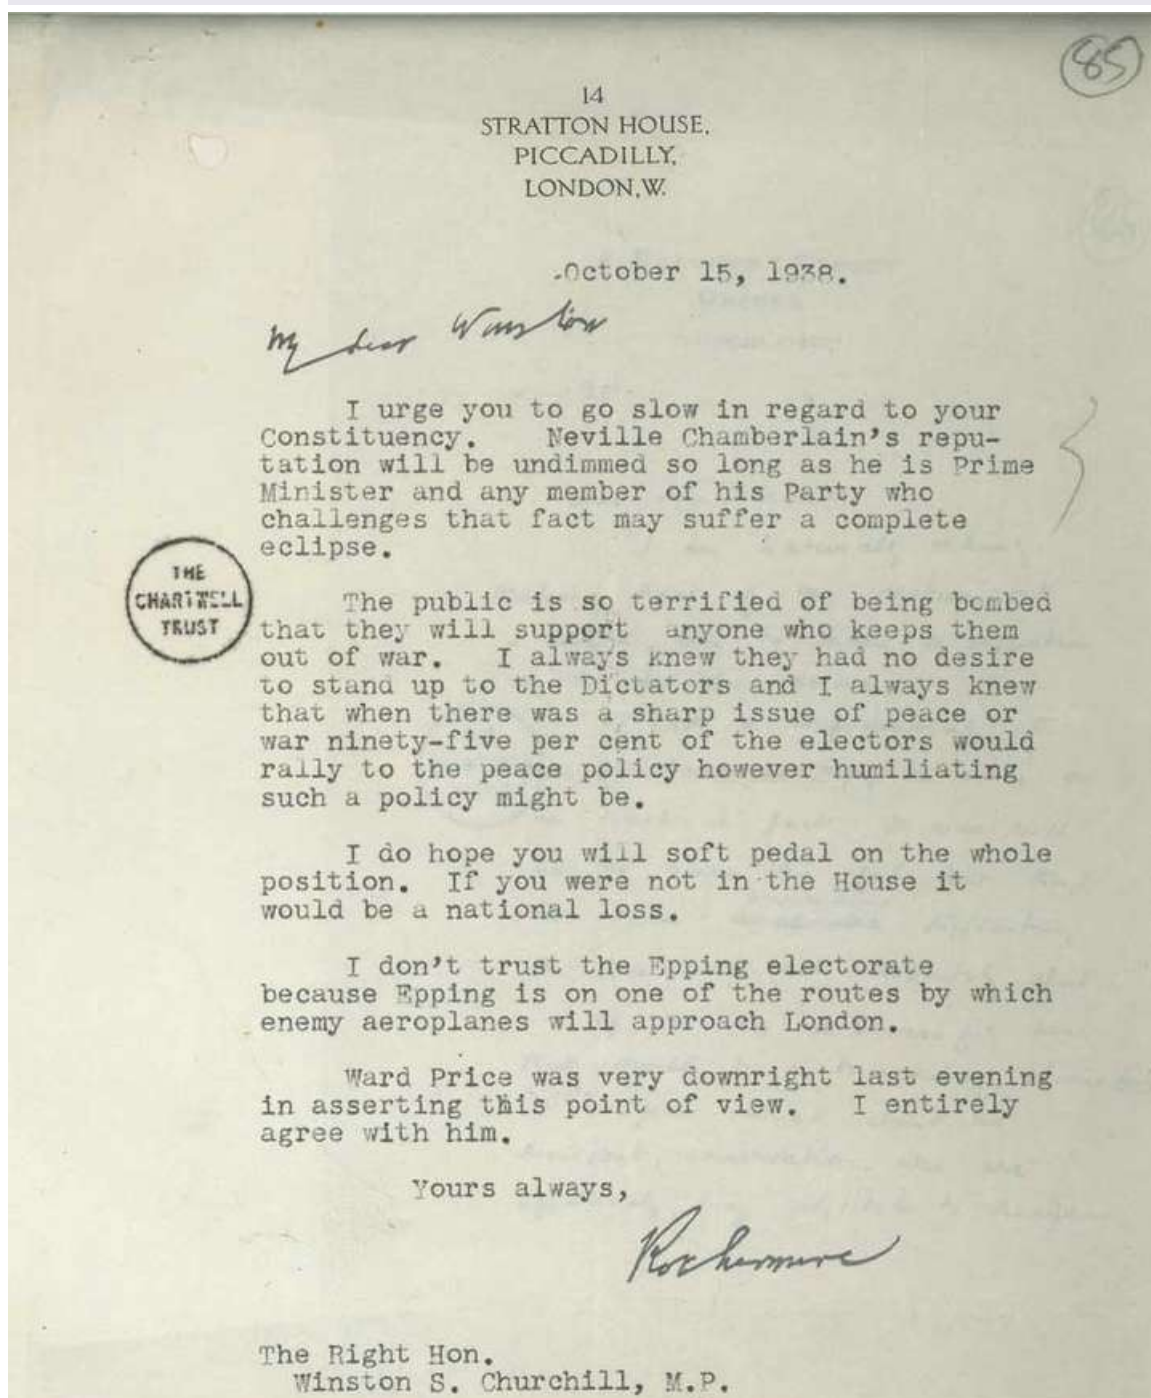 85
14
STRATTON HOUSE,
PICCADILLY,
LONDON, W.
October 15, 1938.
My dear Winston
I urge you to go slow in regard to your
Constituency. Neville Chamberlain's repu-
tation will be undimmed so long as he is Prime
Minister and any member of his Party who
challenges that fact may suffer a complete
eclipse.
THE
CHARTWELL
TRUST
The public is so terrified of being bombed
that they will support anyone who keeps them
out of war. I always knew they had no desire
to stand up to the Dictators and I always knew
that when there was a sharp issue of peace or
war ninety-five per cent of the electors would
rally to the peace policy however humiliating
such a policy might be.
I do hope you will soft pedal on the whole
position. If you were not in the House it
would be a national loss.
I don't trust the Epping electorate
because Epping is on one of the routes by which
enemy aeroplanes will approach London.
Ward Price was very downright last evening
in asserting this point of view. I entirely
agree with him.
Yours always,
Rothermere
The Right Hon.
Winston S. Churchill, M.P.